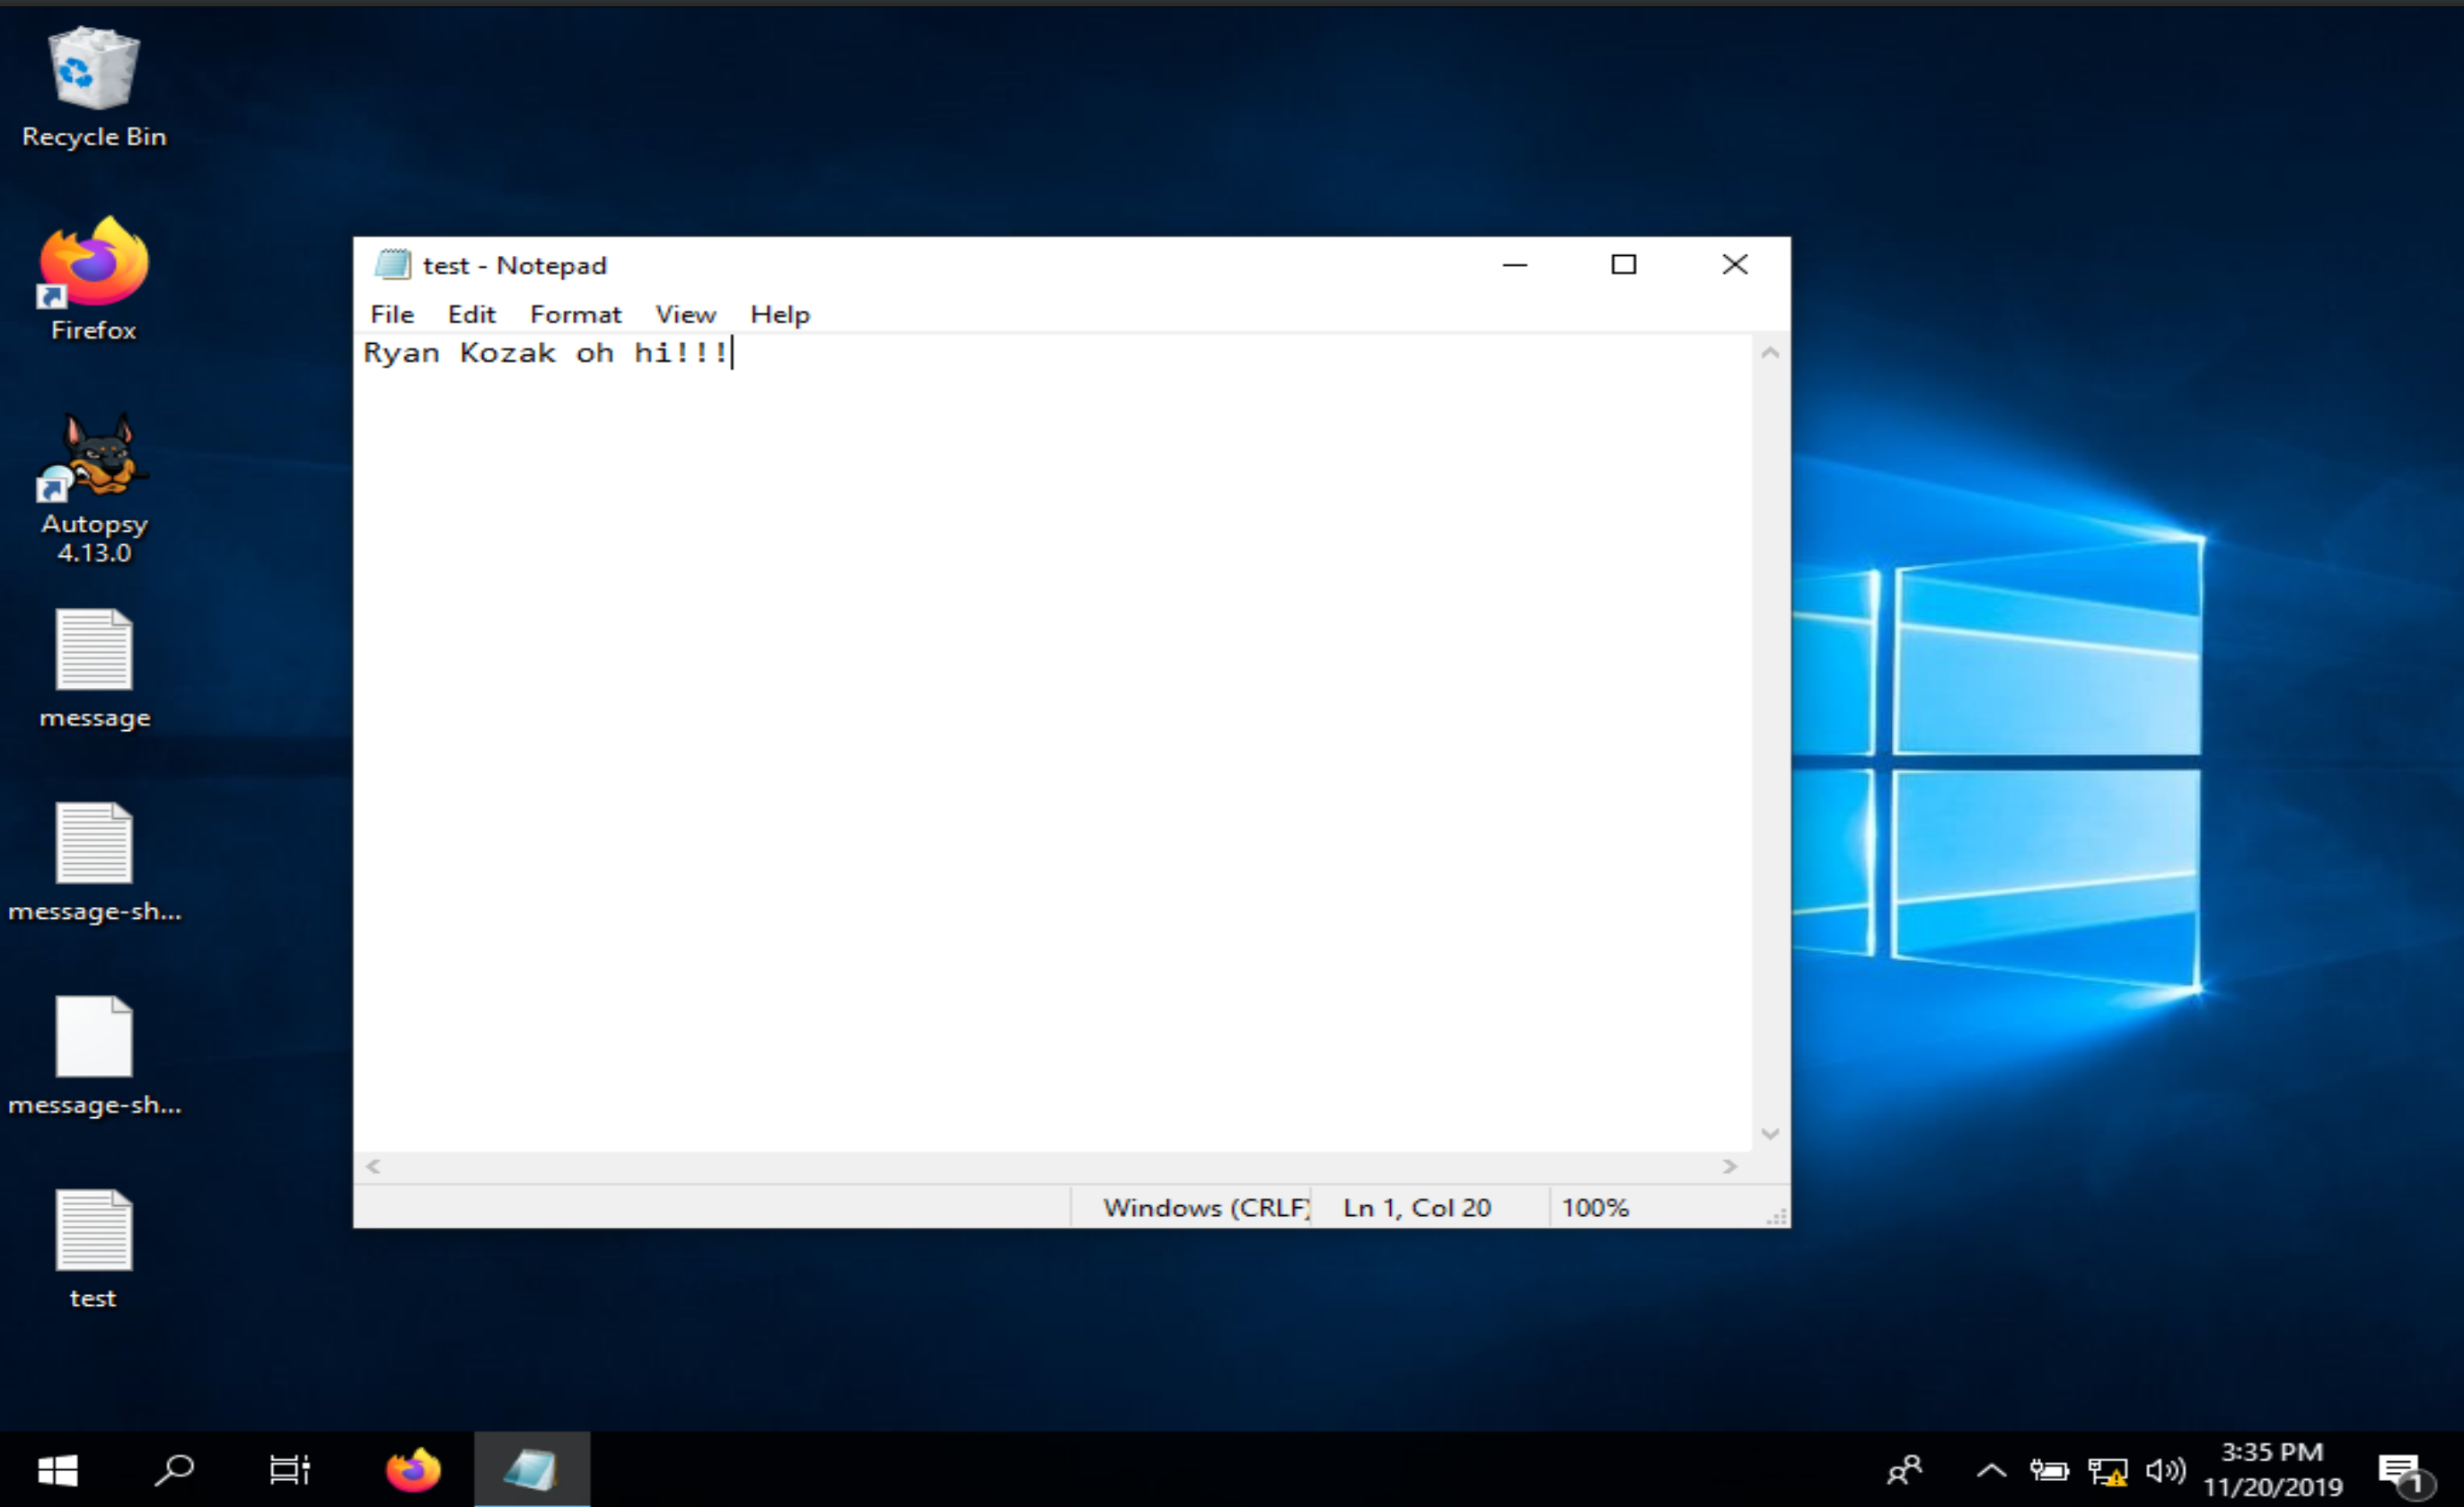 Recycle Bin
Firefox
Autopsy
4.13.0
message
message-sh...
message-sh...
test
test - Notepad
File Edit Format View Help
Ryan Kozak oh hi!!!
Windows (CRLF) Ln 1, Col 20 100%
3:35 PM
11/20/2019
1